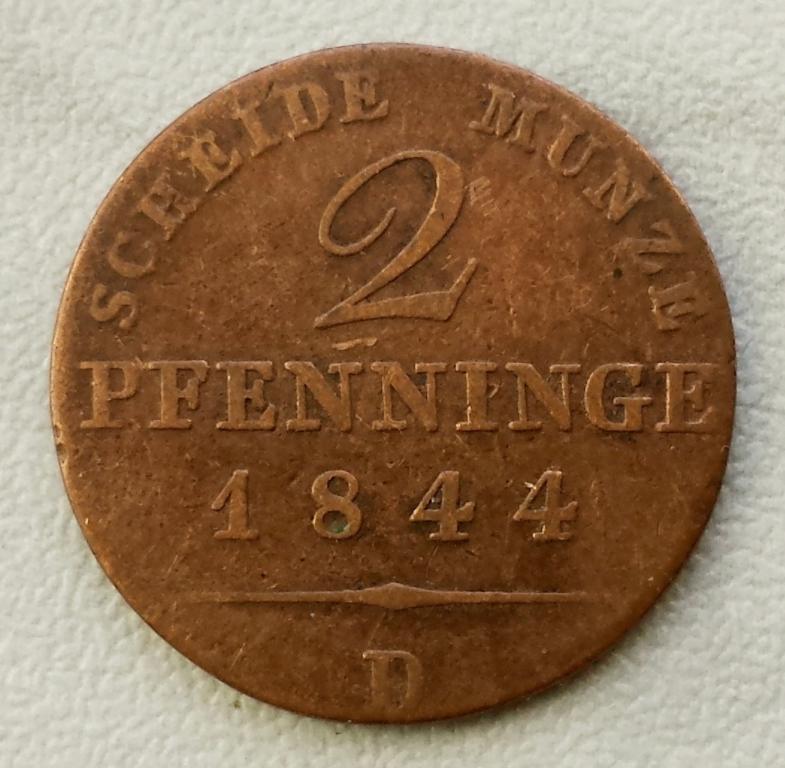 SCHEIDE MUNZE
2
PFENNINGE
1844
D